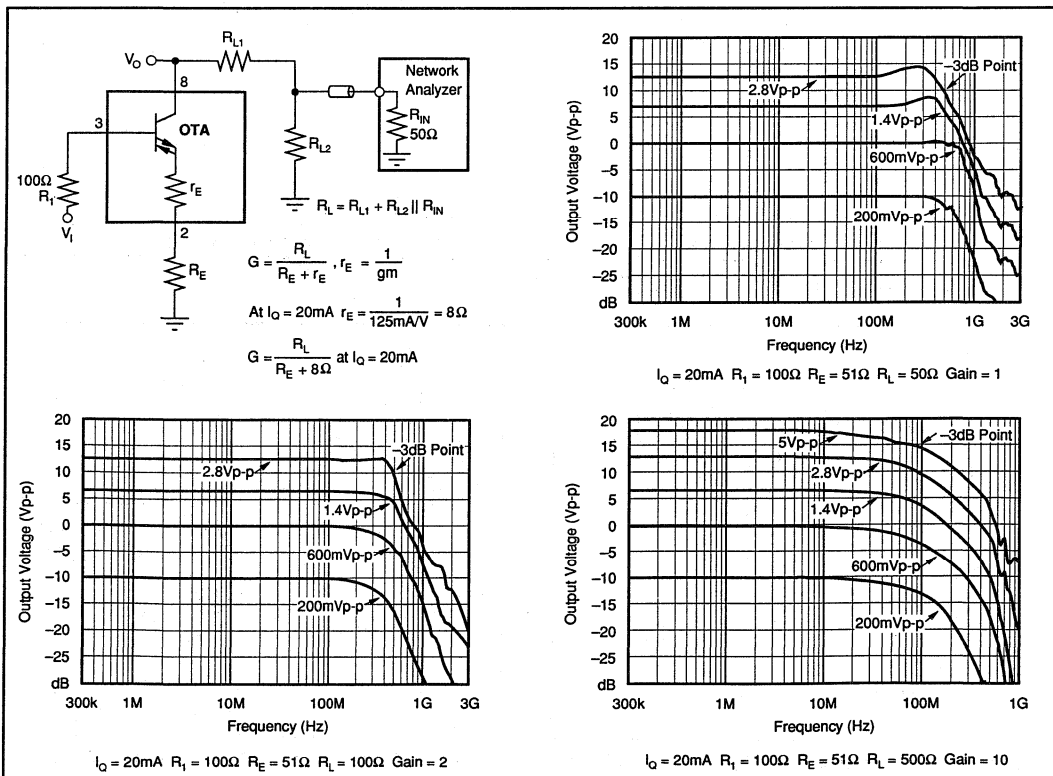 R_L1
V_O
8
Network
Analyzer
3
OTA
R_IN
50Ω
R_L2
100Ω
R_1
r_E
V_I
R_L = R_L1 + R_L2 || R_IN
2
R_E
G = R_L / (R_E + r_E) , r_E = 1 / gm
At I_Q = 20mA r_E = 1 / 125mA/V = 8Ω
G = R_L / (R_E + 8Ω) at I_Q = 20mA
20
15
10
5
0
−5
−10
−15
−20
−25
dB
Output Voltage (Vp-p)
−3dB Point
2.8Vp-p
1.4Vp-p
600mVp-p
200mVp-p
300k 1M 10M 100M 1G 3G
Frequency (Hz)
I_Q = 20mA R_1 = 100Ω R_E = 51Ω R_L = 50Ω Gain = 1
20
15
10
5
0
−5
−10
−15
−20
−25
dB
Output Voltage (Vp-p)
−3dB Point
2.8Vp-p
1.4Vp-p
600mVp-p
200mVp-p
300k 1M 10M 100M 1G 3G
Frequency (Hz)
I_Q = 20mA R_1 = 100Ω R_E = 51Ω R_L = 100Ω Gain = 2
20
15
10
5
0
−5
−10
−15
−20
−25
dB
Output Voltage (Vp-p)
5Vp-p
−3dB Point
2.8Vp-p
1.4Vp-p
600mVp-p
200mVp-p
300k 1M 10M 100M 1G
Frequency (Hz)
I_Q = 20mA R_1 = 100Ω R_E = 51Ω R_L = 500Ω Gain = 10